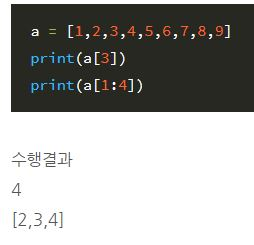 a = [1,2,3,4,5,6,7,8,9]
print(a[3])
print(a[1:4])
수행결과
4
[2,3,4]